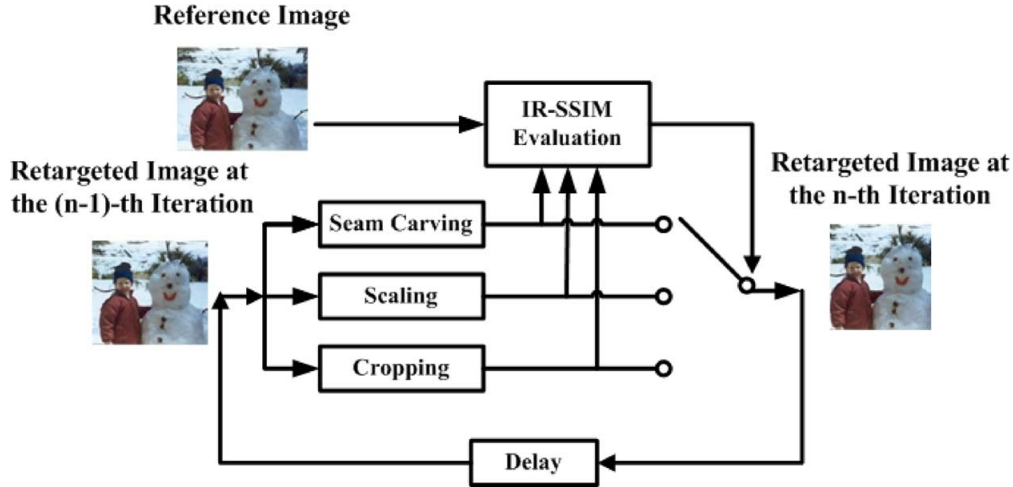 Reference Image
IR-SSIM
Evaluation
Retargeted Image at
the (n-1)-th Iteration
Retargeted Image at
the n-th Iteration
Seam Carving
Scaling
Cropping
Delay